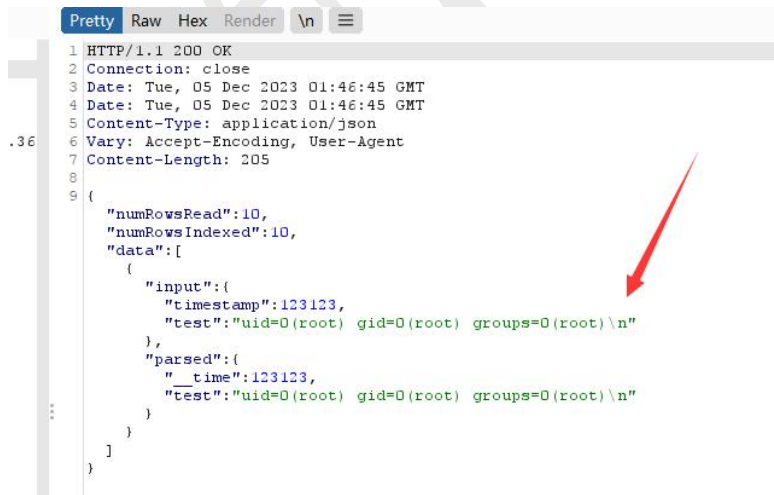 Pretty Raw Hex Render \n
1 HTTP/1.1 200 OK
2 Connection: close
3 Date: Tue, 05 Dec 2023 01:46:45 GMT
4 Date: Tue, 05 Dec 2023 01:46:45 GMT
5 Content-Type: application/json
.36 6 Vary: Accept-Encoding, User-Agent
7 Content-Length: 205
8
9 {
"numRowsRead":10,
"numRowsIndexed":10,
"data":[
{
"input":{
"timestamp":123123,
"test":"uid=0(root) gid=0(root) groups=0(root)\n"
},
"parsed":{
"__time":123123,
"test":"uid=0(root) gid=0(root) groups=0(root)\n"
}
}
]
}